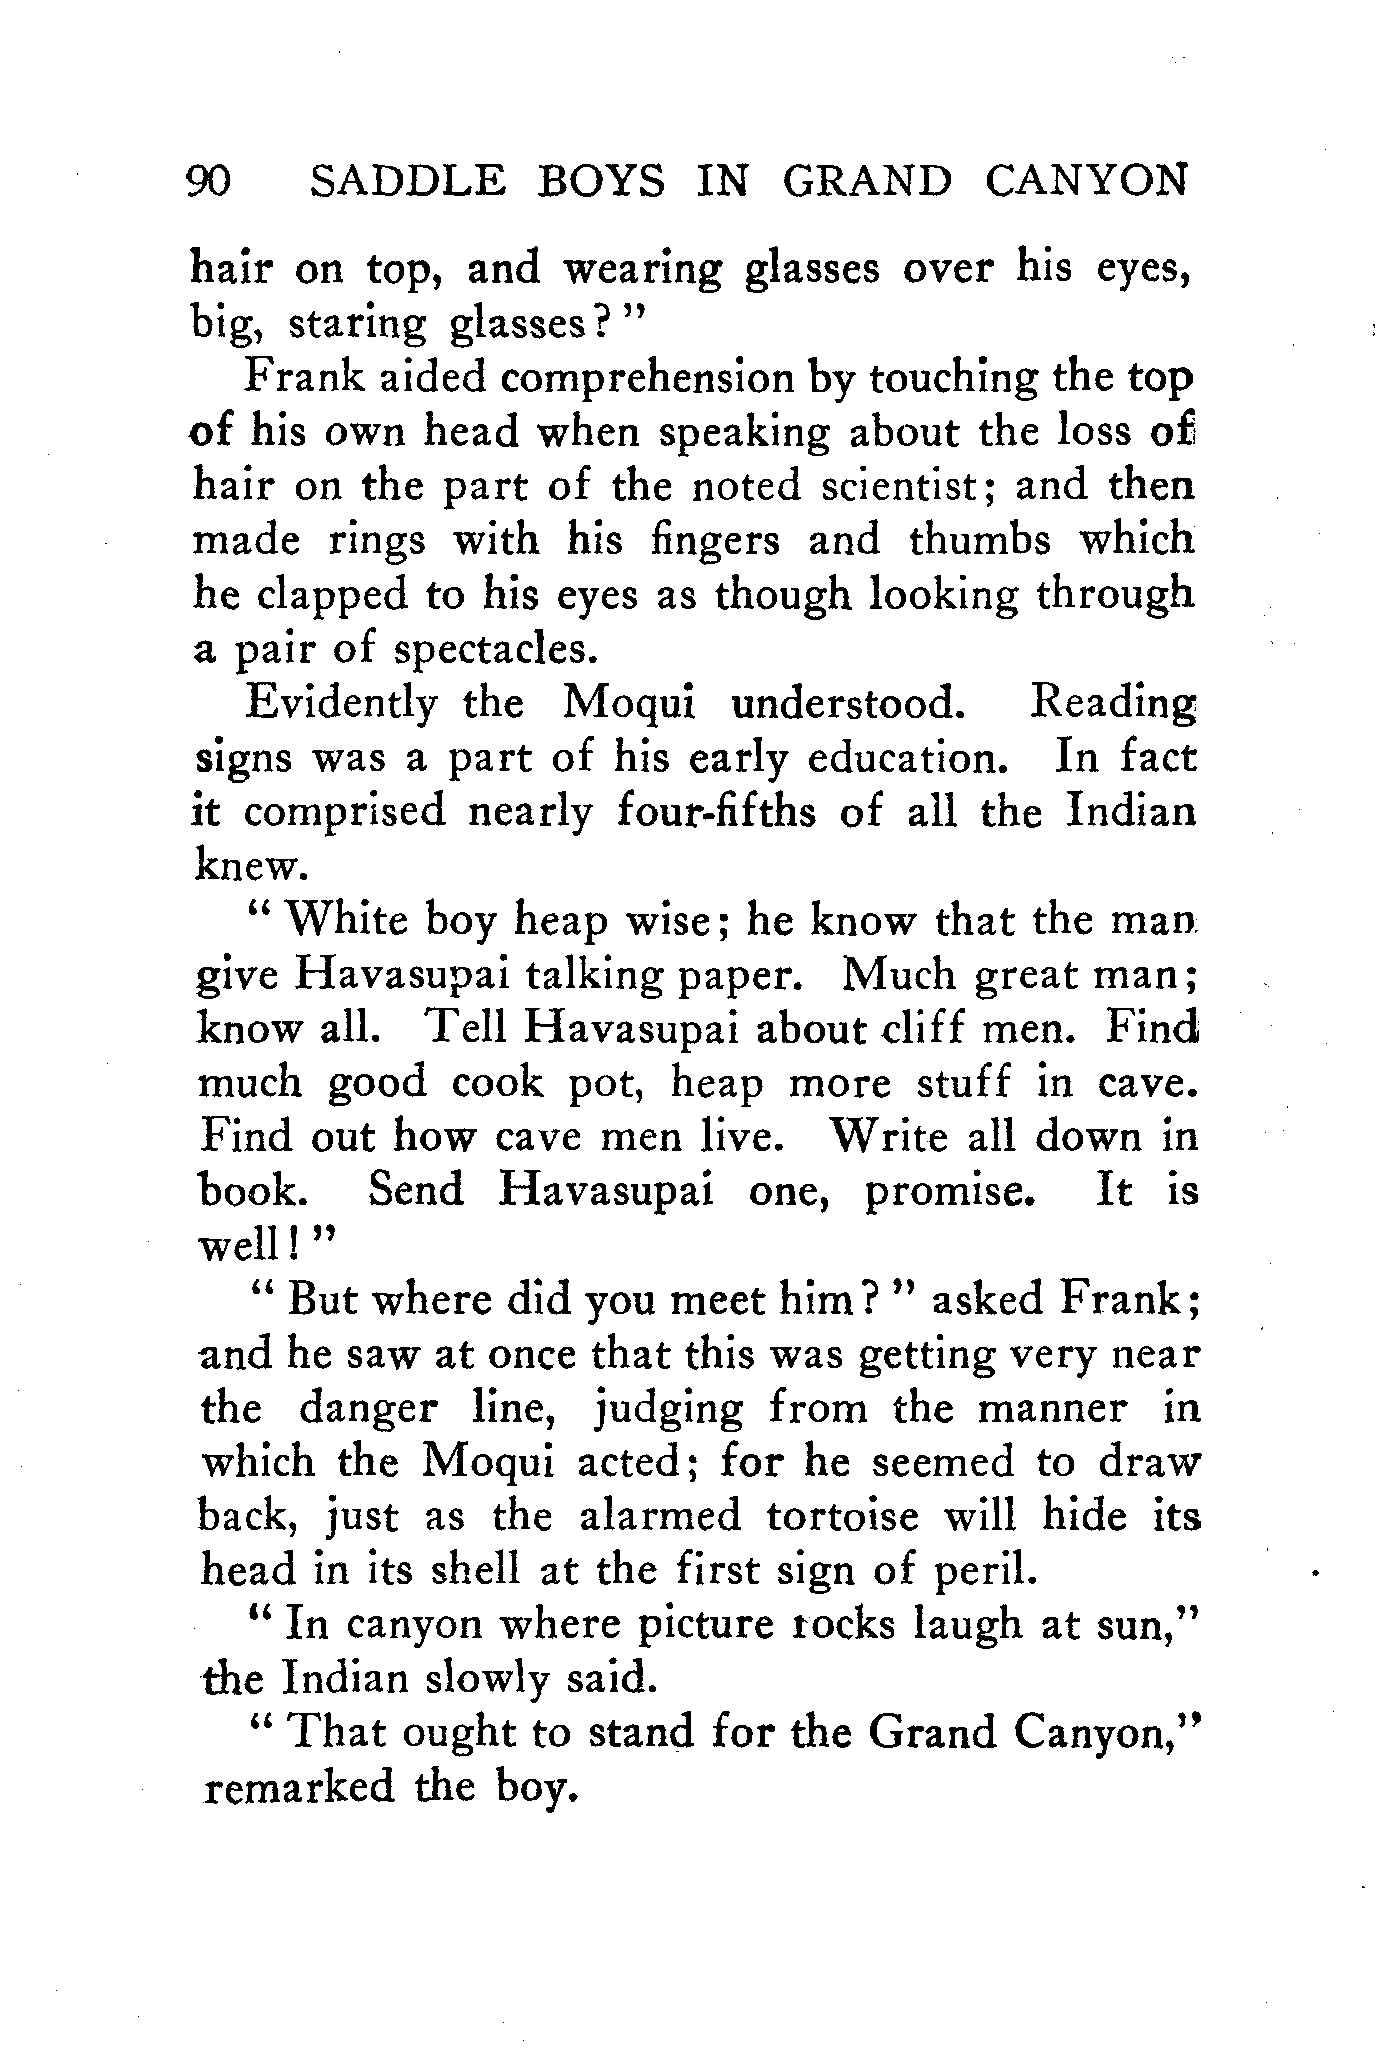 90 SADDLE BOYS IN GRAND CANYON
hair on top, and wearing glasses over his eyes,
big, staring glasses?"
Frank aided comprehension by touching the top
of his own head when speaking about the loss of
hair on the part of the noted scientist; and then
made rings with his fingers and thumbs which
he clapped to his eyes as though looking through
a pair of spectacles.
Evidently the Moqui understood. Reading
signs was a part of his early education. In fact
it comprised nearly four-fifths of all the Indian
knew.
"White boy heap wise; he know that the man
give Havasupai talking paper. Much great man;
know all. Tell Havasupai about cliff men. Find
much good cook pot, heap more stuff in cave.
Find out how cave men live. Write all down in
book. Send Havasupai one, promise. It is
well!"
"But where did you meet him?" asked Frank;
and he saw at once that this was getting very near
the danger line, judging from the manner in
which the Moqui acted; for he seemed to draw
back, just as the alarmed tortoise will hide its
head in its shell at the first sign of peril.
"In canyon where picture rocks laugh at sun,"
the Indian slowly said.
"That ought to stand for the Grand Canyon,"
remarked the boy.